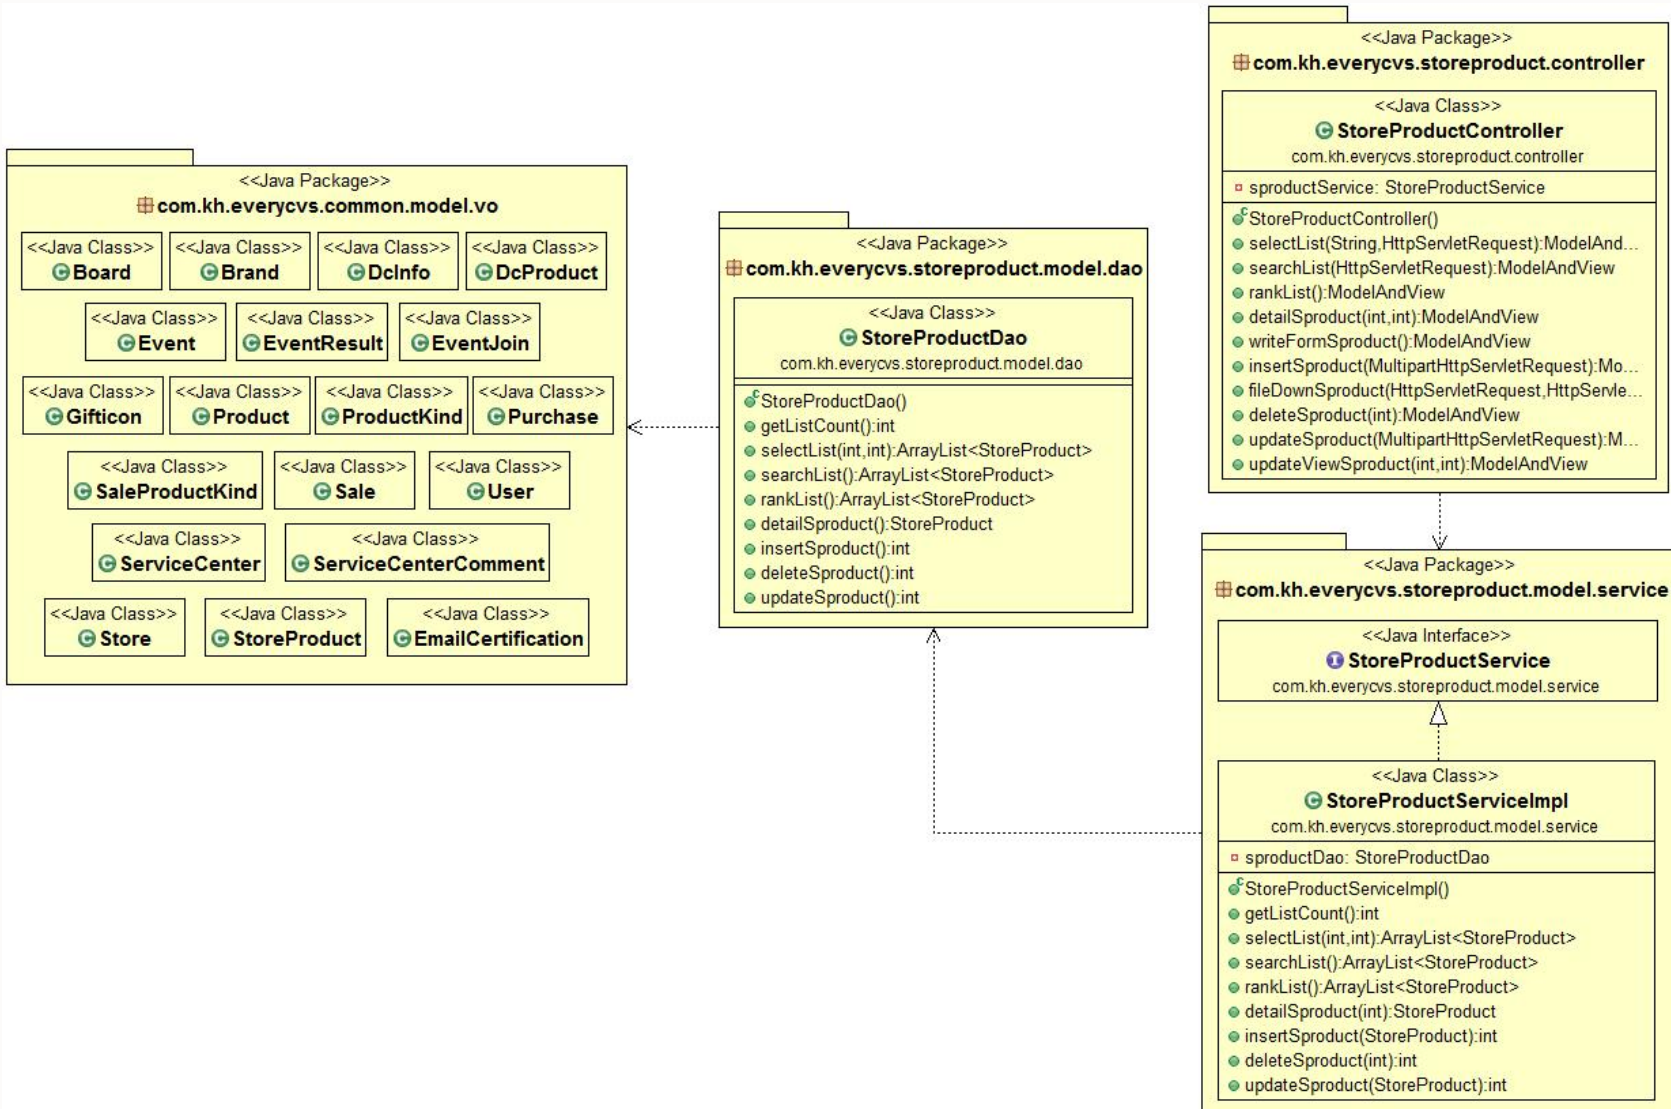 <<Java Package>>
com.kh.everycvs.common.model.vo
<<Java Class>> <<Java Class>> <<Java Class>> <<Java Class>>
Board Brand DcInfo DcProduct
<<Java Class>> <<Java Class>> <<Java Class>>
Event EventResult EventJoin
<<Java Class>> <<Java Class>> <<Java Class>> <<Java Class>>
Gifticon Product ProductKind Purchase
<<Java Class>> <<Java Class>> <<Java Class>>
SaleProductKind Sale User
<<Java Class>> <<Java Class>>
ServiceCenter ServiceCenterComment
<<Java Class>> <<Java Class>> <<Java Class>>
Store StoreProduct EmailCertification
<<Java Package>>
com.kh.everycvs.storeproduct.model.dao
<<Java Class>>
StoreProductDao
com.kh.everycvs.storeproduct.model.dao
StoreProductDao()
getListCount():int
selectList(int,int):ArrayList<StoreProduct>
searchList():ArrayList<StoreProduct>
rankList():ArrayList<StoreProduct>
detailSproduct():StoreProduct
insertSproduct():int
deleteSproduct():int
updateSproduct():int
<<Java Package>>
com.kh.everycvs.storeproduct.controller
<<Java Class>>
StoreProductController
com.kh.everycvs.storeproduct.controller
sproductService: StoreProductService
StoreProductController()
selectList(String,HttpServletRequest):ModelAnd...
searchList(HttpServletRequest):ModelAndView
rankList():ModelAndView
detailSproduct(int,int):ModelAndView
writeFormSproduct():ModelAndView
insertSproduct(MultipartHttpServletRequest):Mo...
fileDownSproduct(HttpServletRequest,HttpServle...
deleteSproduct(int):ModelAndView
updateSproduct(MultipartHttpServletRequest):M...
updateViewSproduct(int,int):ModelAndView
<<Java Package>>
com.kh.everycvs.storeproduct.model.service
<<Java Interface>>
StoreProductService
com.kh.everycvs.storeproduct.model.service
<<Java Class>>
StoreProductServiceImpl
com.kh.everycvs.storeproduct.model.service
sproductDao: StoreProductDao
StoreProductServiceImpl()
getListCount():int
selectList(int,int):ArrayList<StoreProduct>
searchList():ArrayList<StoreProduct>
rankList():ArrayList<StoreProduct>
detailSproduct(int):StoreProduct
insertSproduct(StoreProduct):int
deleteSproduct(int):int
updateSproduct(StoreProduct):int